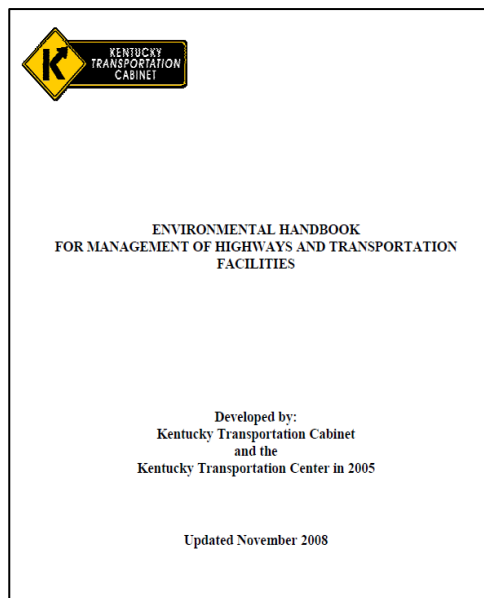 K
KENTUCKY
TRANSPORTATION
CABINET
ENVIRONMENTAL HANDBOOK
FOR MANAGEMENT OF HIGHWAYS AND TRANSPORTATION
FACILITIES
Developed by:
Kentucky Transportation Cabinet
and the
Kentucky Transportation Center in 2005
Updated November 2008